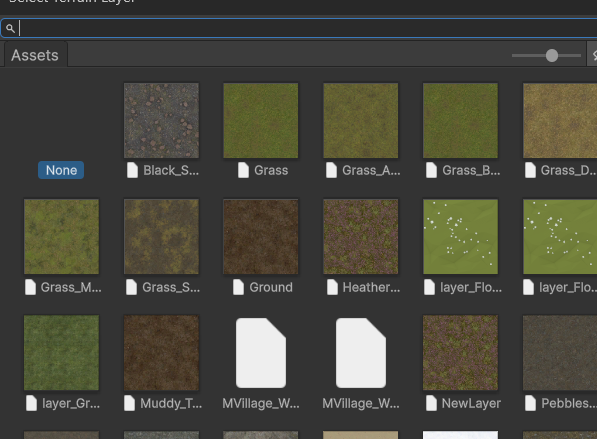 Select Terrain Layer
Assets
None
Black_S...
Grass
Grass_A...
Grass_B...
Grass_D...
Grass_M...
Grass_S...
Ground
Heather...
layer_Flo...
layer_Flo...
layer_Gr...
Muddy_T...
MVillage_W...
MVillage_W...
NewLayer
Pebbles...